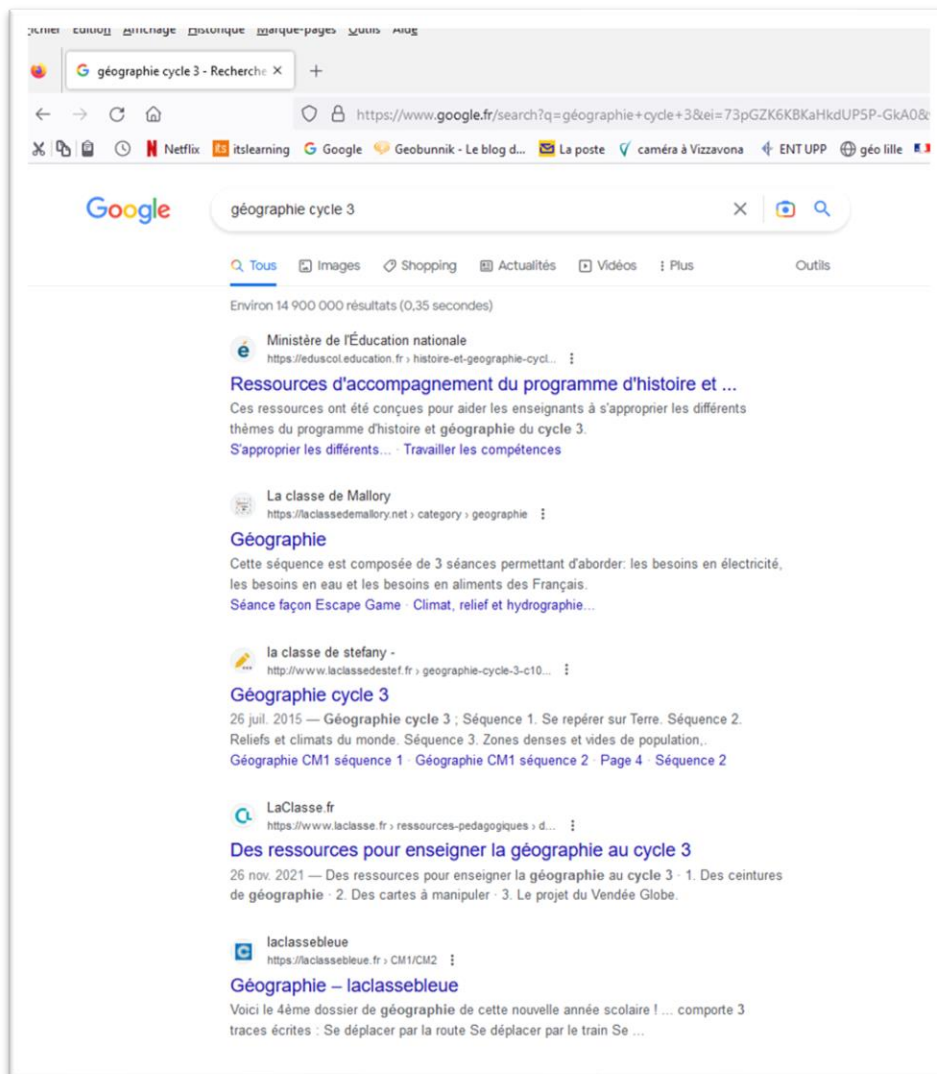 Fichier Edition Affichage Historique Marque-pages Outils Aide
géographie cycle 3 - Recherche × +
https://www.google.fr/search?q=géographie+cycle+3&ei=73pGZK6KBKaHkdUP5P-GkA0&
Netflix itslearning Google Geobunnik - Le blog d... La poste caméra à Vizzavona ENT UPP géo lille
Google géographie cycle 3
Tous Images Shopping Actualités Vidéos Plus Outils
Environ 14 900 000 résultats (0,35 secondes)
Ministère de l'Éducation nationale
https://eduscol.education.fr › histoire-et-geographie-cycl...
Ressources d'accompagnement du programme d'histoire et ...
Ces ressources ont été conçues pour aider les enseignants à s'approprier les différents
thèmes du programme d'histoire et géographie du cycle 3.
S'approprier les différents... · Travailler les compétences
La classe de Mallory
https://laclassedemallory.net › category › geographie
Géographie
Cette séquence est composée de 3 séances permettant d'aborder: les besoins en électricité,
les besoins en eau et les besoins en aliments des Français.
Séance façon Escape Game · Climat, relief et hydrographie...
la classe de stefany -
http://www.laclassedestef.fr › geographie-cycle-3-c10...
Géographie cycle 3
26 juil. 2015 — Géographie cycle 3 ; Séquence 1. Se repérer sur Terre. Séquence 2.
Reliefs et climats du monde. Séquence 3. Zones denses et vides de population,.
Géographie CM1 séquence 1 · Géographie CM1 séquence 2 · Page 4 · Séquence 2
LaClasse.fr
https://www.laclasse.fr › ressources-pedagogiques › d...
Des ressources pour enseigner la géographie au cycle 3
26 nov. 2021 — Des ressources pour enseigner la géographie au cycle 3 · 1. Des ceintures
de géographie · 2. Des cartes à manipuler · 3. Le projet du Vendée Globe.
laclassebleue
https://laclassebleue.fr › CM1/CM2
Géographie – laclassebleue
Voici le 4ème dossier de géographie de cette nouvelle année scolaire ! ... comporte 3
traces écrites : Se déplacer par la route Se déplacer par le train Se ...